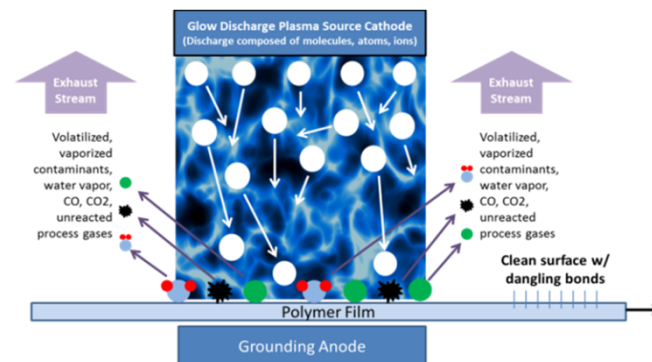 Glow Discharge Plasma Source Cathode
(Discharge composed of molecules, atoms, ions)
Exhaust
Stream
Volatilized,
vaporized
contaminants,
water vapor,
CO, CO2,
unreacted
process gases
Exhaust
Stream
Volatilized,
vaporized
contaminants,
water vapor,
CO, CO2,
unreacted
process gases
Clean surface w/
dangling bonds
Polymer Film
Grounding Anode